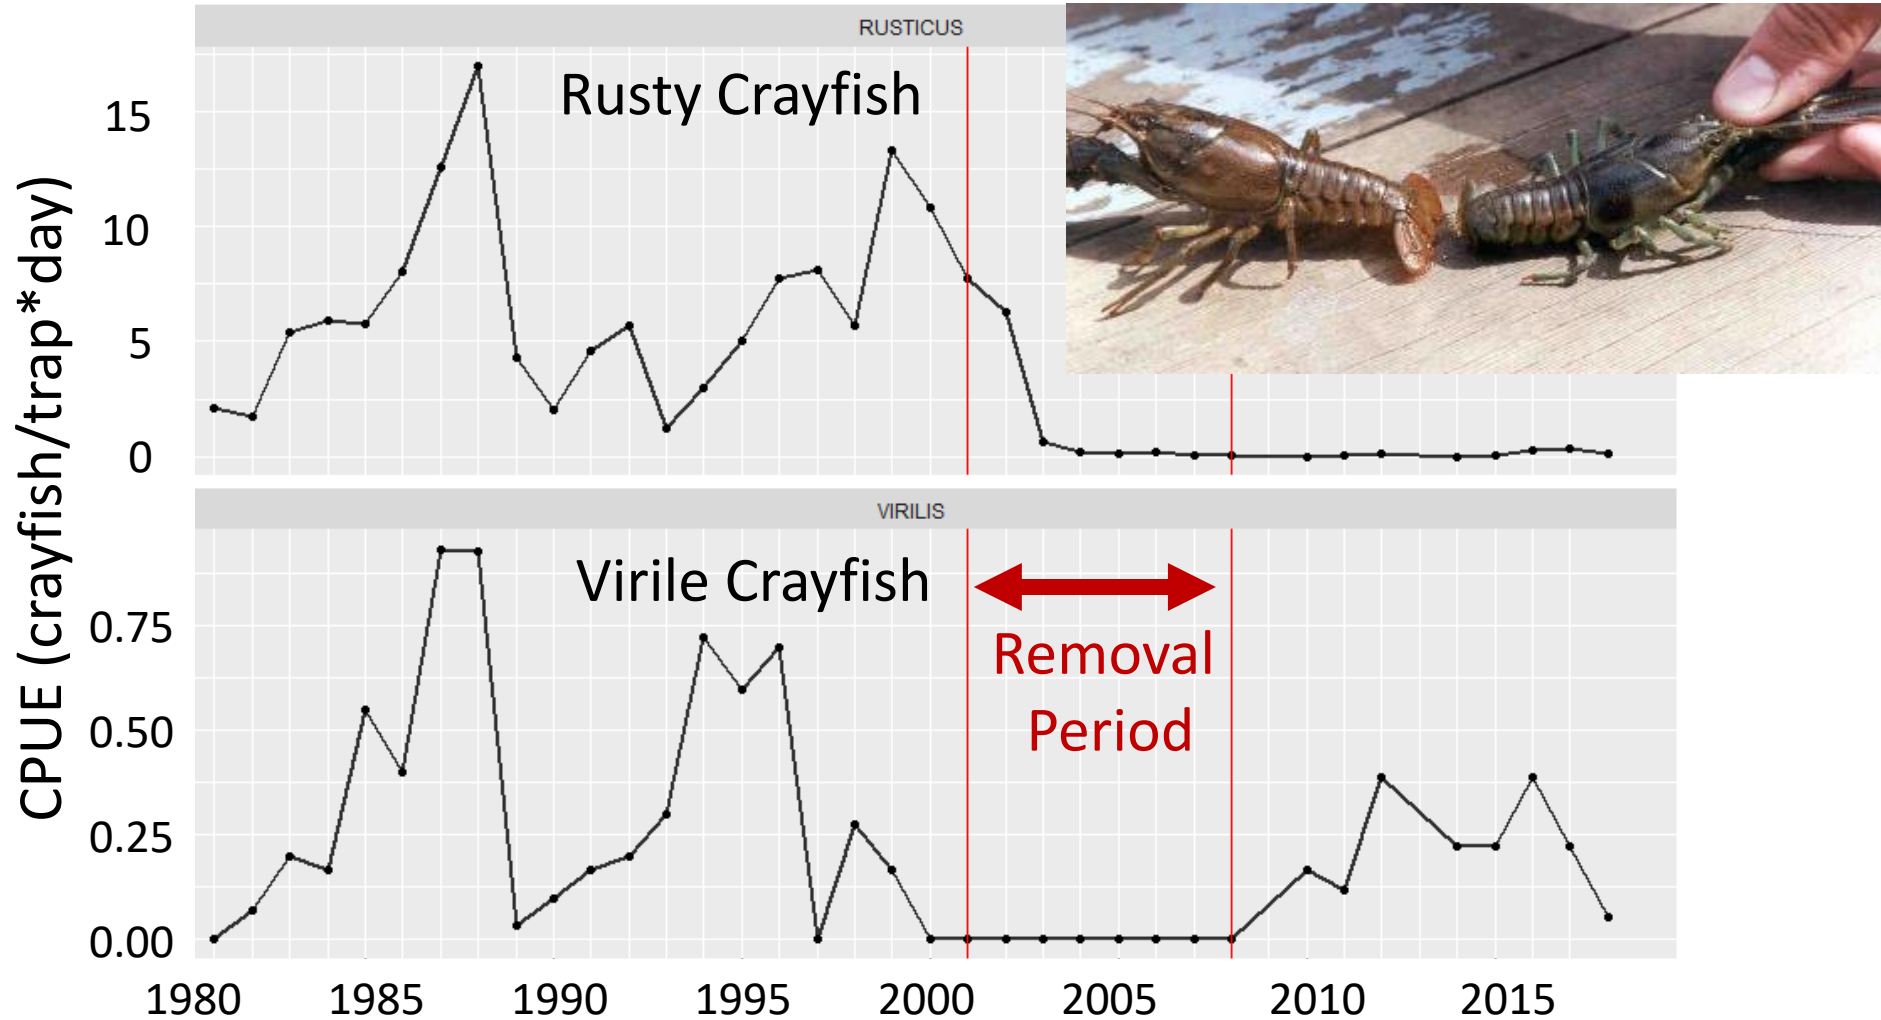 RUSTICUS
Rusty Crayfish
15
10
5
0
CPUE (crayfish/trap*day)
VIRILIS
Virile Crayfish
Removal
Period
0.75
0.50
0.25
0.00
1980 1985 1990 1995 2000 2005 2010 2015